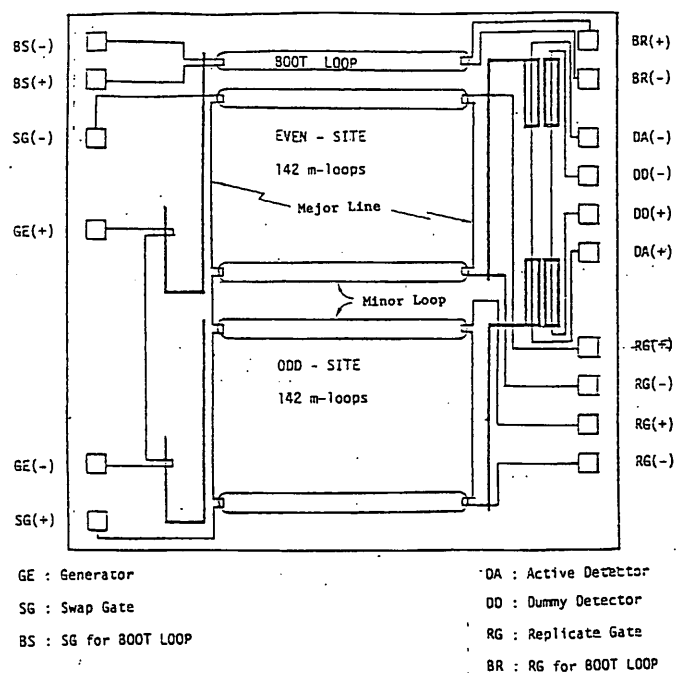 BS(-)
BS(+)
SG(-)
GE(+)
GE(-)
SG(+)
BOOT LOOP
EVEN - SITE
142 m-loops
Mejor Line
Minor Loop
ODD - SITE
142 m-loops
BR(+)
BR(-)
DA(-)
DD(-)
DD(+)
DA(+)
RG(+)
RG(-)
RG(+)
RG(-)
GE : Generator
SG : Swap Gate
BS : SG for BOOT LOOP
DA : Active Detector
DD : Dummy Detector
RG : Replicate Gate
BR : RG for BOOT LOOP